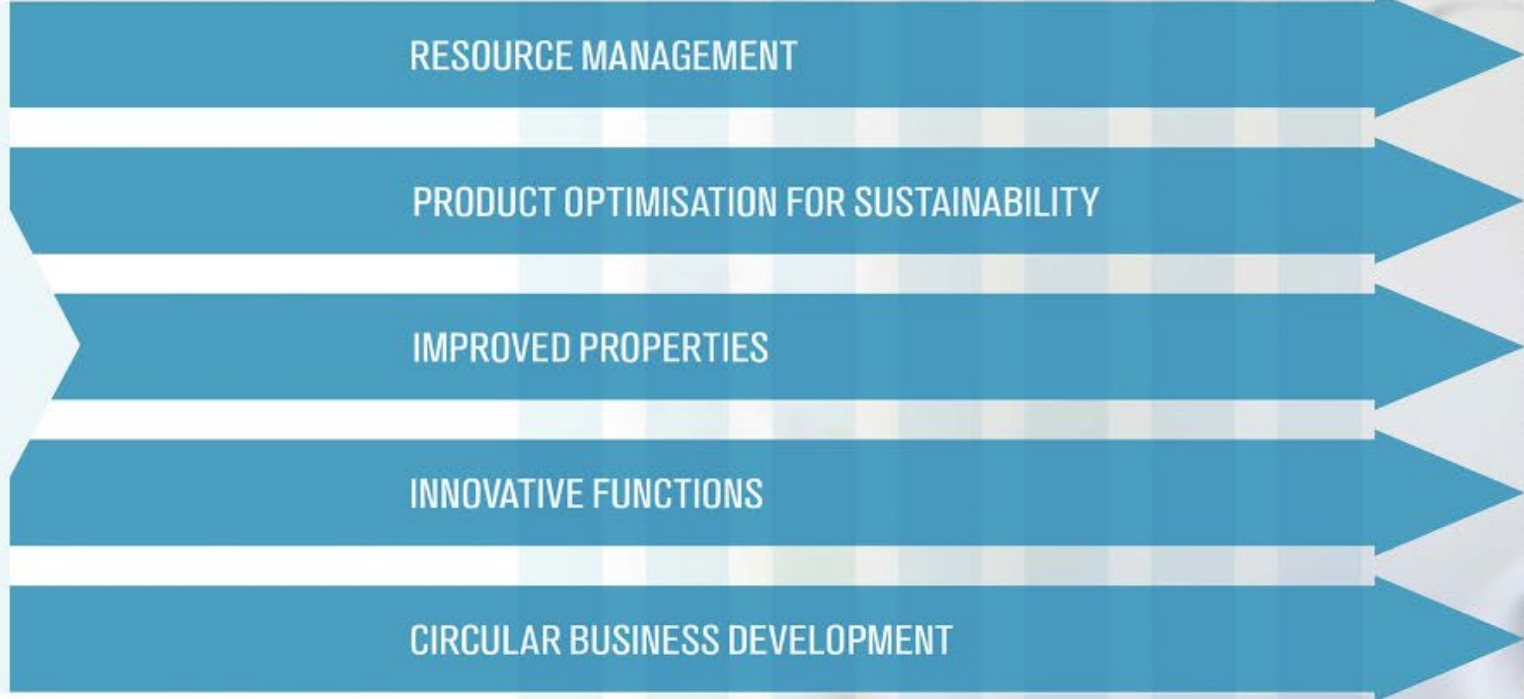 RESOURCE MANAGEMENT
PRODUCT OPTIMISATION FOR SUSTAINABILITY
IMPROVED PROPERTIES
INNOVATIVE FUNCTIONS
CIRCULAR BUSINESS DEVELOPMENT